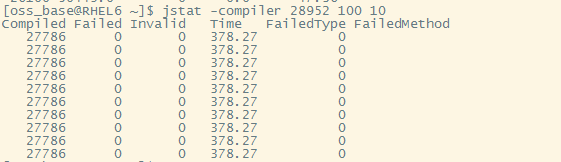 [oss_base@RHEL6 ~]$ jstat -compiler 28952 100 10
Compiled Failed Invalid   Time   FailedType FailedMethod
   27786      0       0   378.27          0
   27786      0       0   378.27          0
   27786      0       0   378.27          0
   27786      0       0   378.27          0
   27786      0       0   378.27          0
   27786      0       0   378.27          0
   27786      0       0   378.27          0
   27786      0       0   378.27          0
   27786      0       0   378.27          0
   27786      0       0   378.27          0